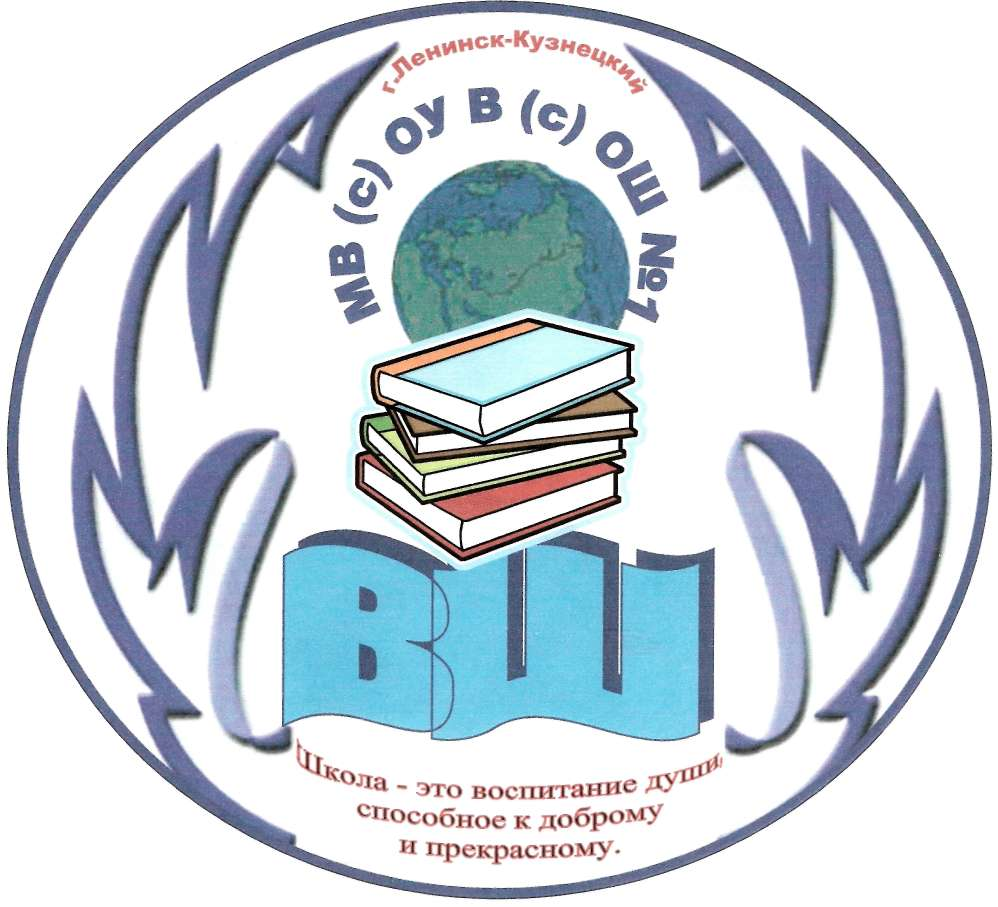 г.Ленинск-Кузнецкий
МВ (с) ОУ В (с) ОШ №1
ВШ
Школа - это воспитание души,
способное к доброму
и прекрасному.